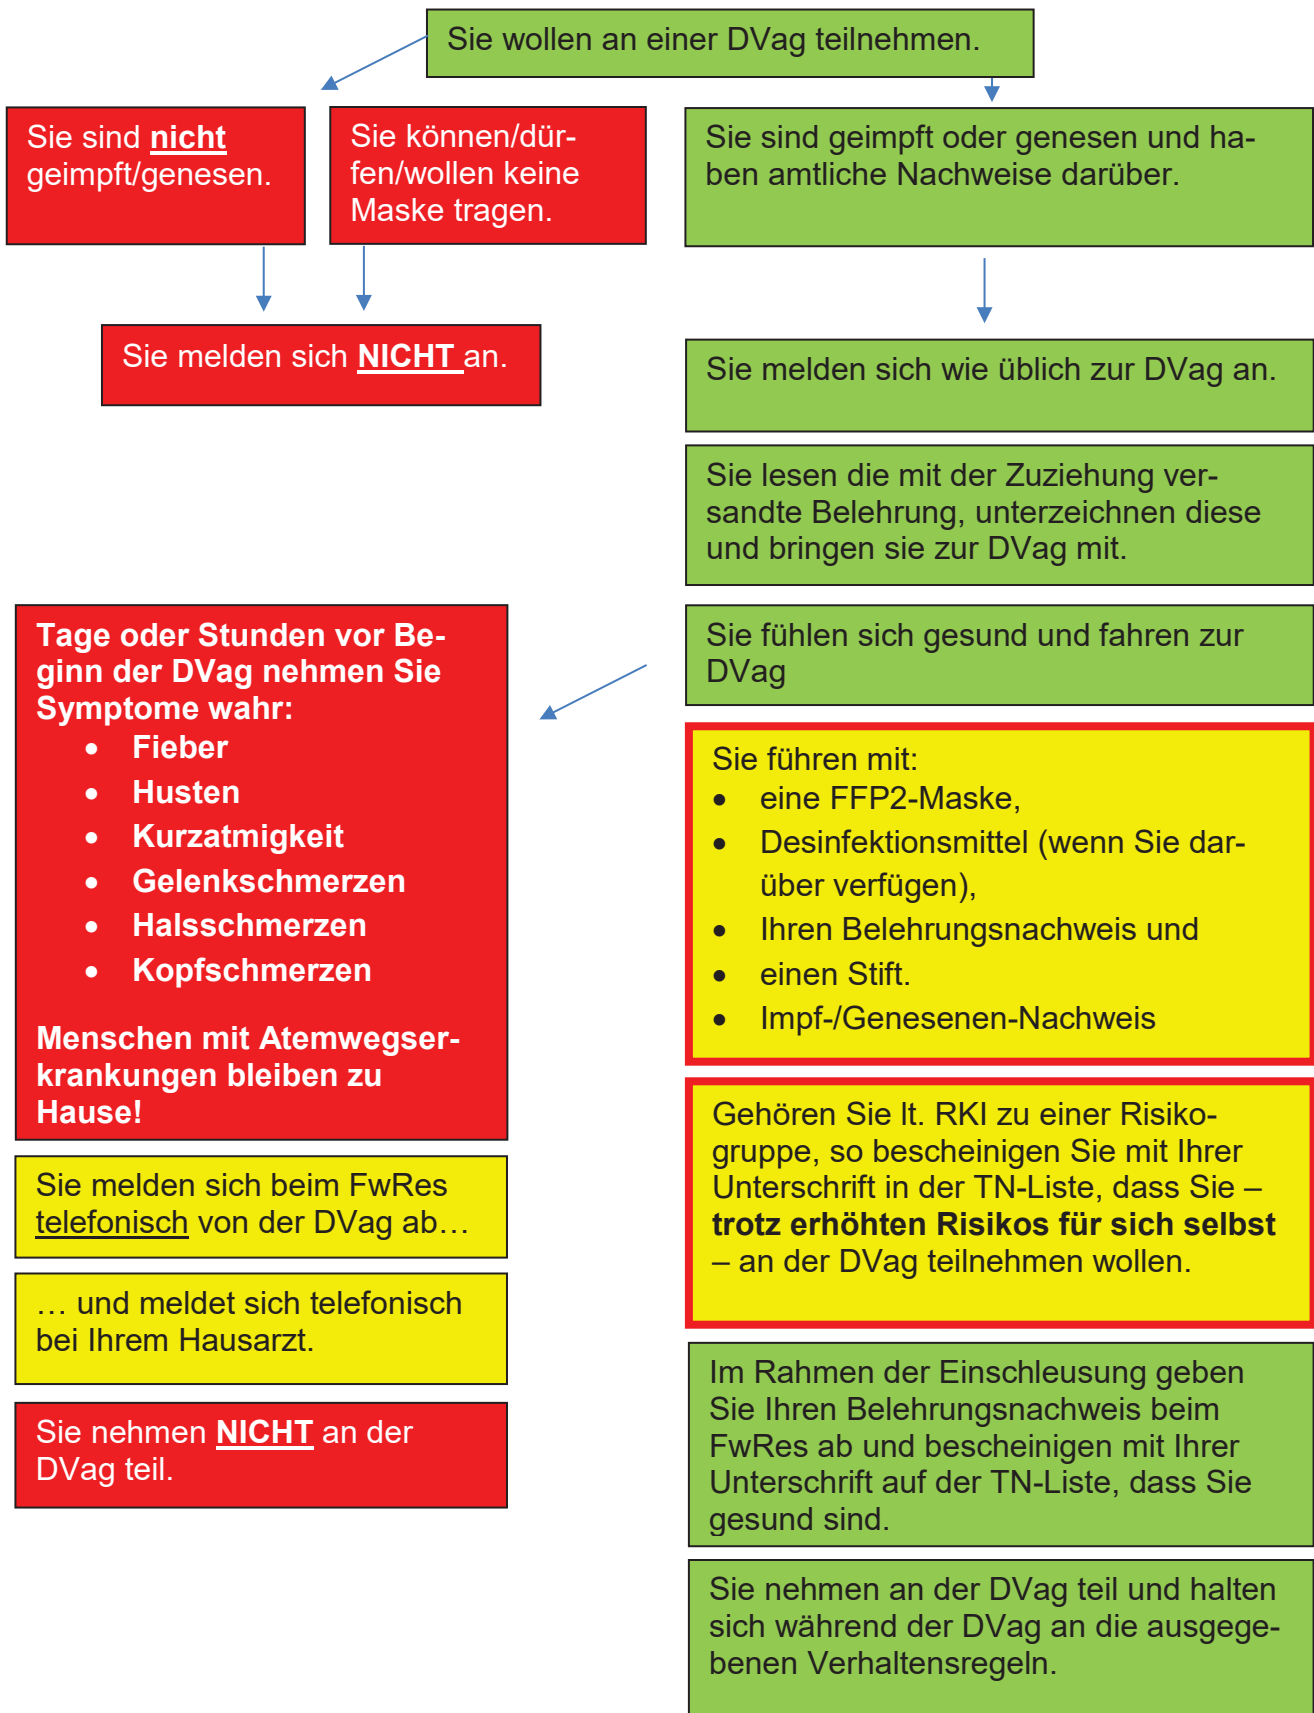 Sie wollen an einer DVag teilnehmen.
Sie sind nicht
geimpft/genesen.
Sie können/dür-
fen/wollen keine
Maske tragen.
Sie melden sich NICHT an.
Sie sind geimpft oder genesen und ha-
ben amtliche Nachweise darüber.
Sie melden sich wie üblich zur DVag an.
Sie lesen die mit der Zuziehung ver-
sandte Belehrung, unterzeichnen diese
und bringen sie zur DVag mit.
Sie fühlen sich gesund und fahren zur
DVag
Tage oder Stunden vor Be-
ginn der DVag nehmen Sie
Symptome wahr:
• Fieber
• Husten
• Kurzatmigkeit
• Gelenkschmerzen
• Halsschmerzen
• Kopfschmerzen
Menschen mit Atemwegser-
krankungen bleiben zu
Hause!
Sie melden sich beim FwRes
telefonisch von der DVag ab…
… und meldet sich telefonisch
bei Ihrem Hausarzt.
Sie nehmen NICHT an der
DVag teil.
Sie führen mit:
• eine FFP2-Maske,
• Desinfektionsmittel (wenn Sie dar-
über verfügen),
• Ihren Belehrungsnachweis und
• einen Stift.
• Impf-/Genesenen-Nachweis
Gehören Sie lt. RKI zu einer Risiko-
gruppe, so bescheinigen Sie mit Ihrer
Unterschrift in der TN-Liste, dass Sie –
trotz erhöhten Risikos für sich selbst
– an der DVag teilnehmen wollen.
Im Rahmen der Einschleusung geben
Sie Ihren Belehrungsnachweis beim
FwRes ab und bescheinigen mit Ihrer
Unterschrift auf der TN-Liste, dass Sie
gesund sind.
Sie nehmen an der DVag teil und halten
sich während der DVag an die ausgege-
benen Verhaltensregeln.